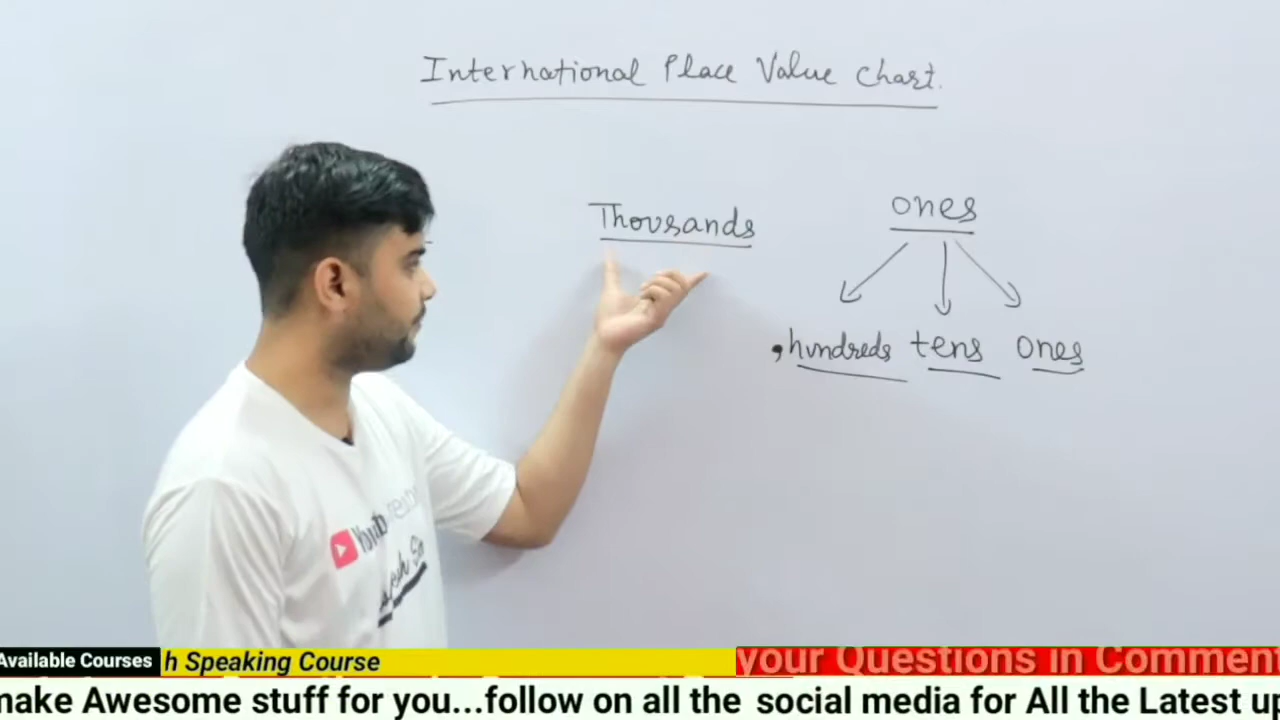 International Place Value Chart.
Thousands
ones
,hundreds tens ones
YouTube
Available Courses
h Speaking Course
your Questions in Comment
make Awesome stuff for you...follow on all the social media for All the Latest up